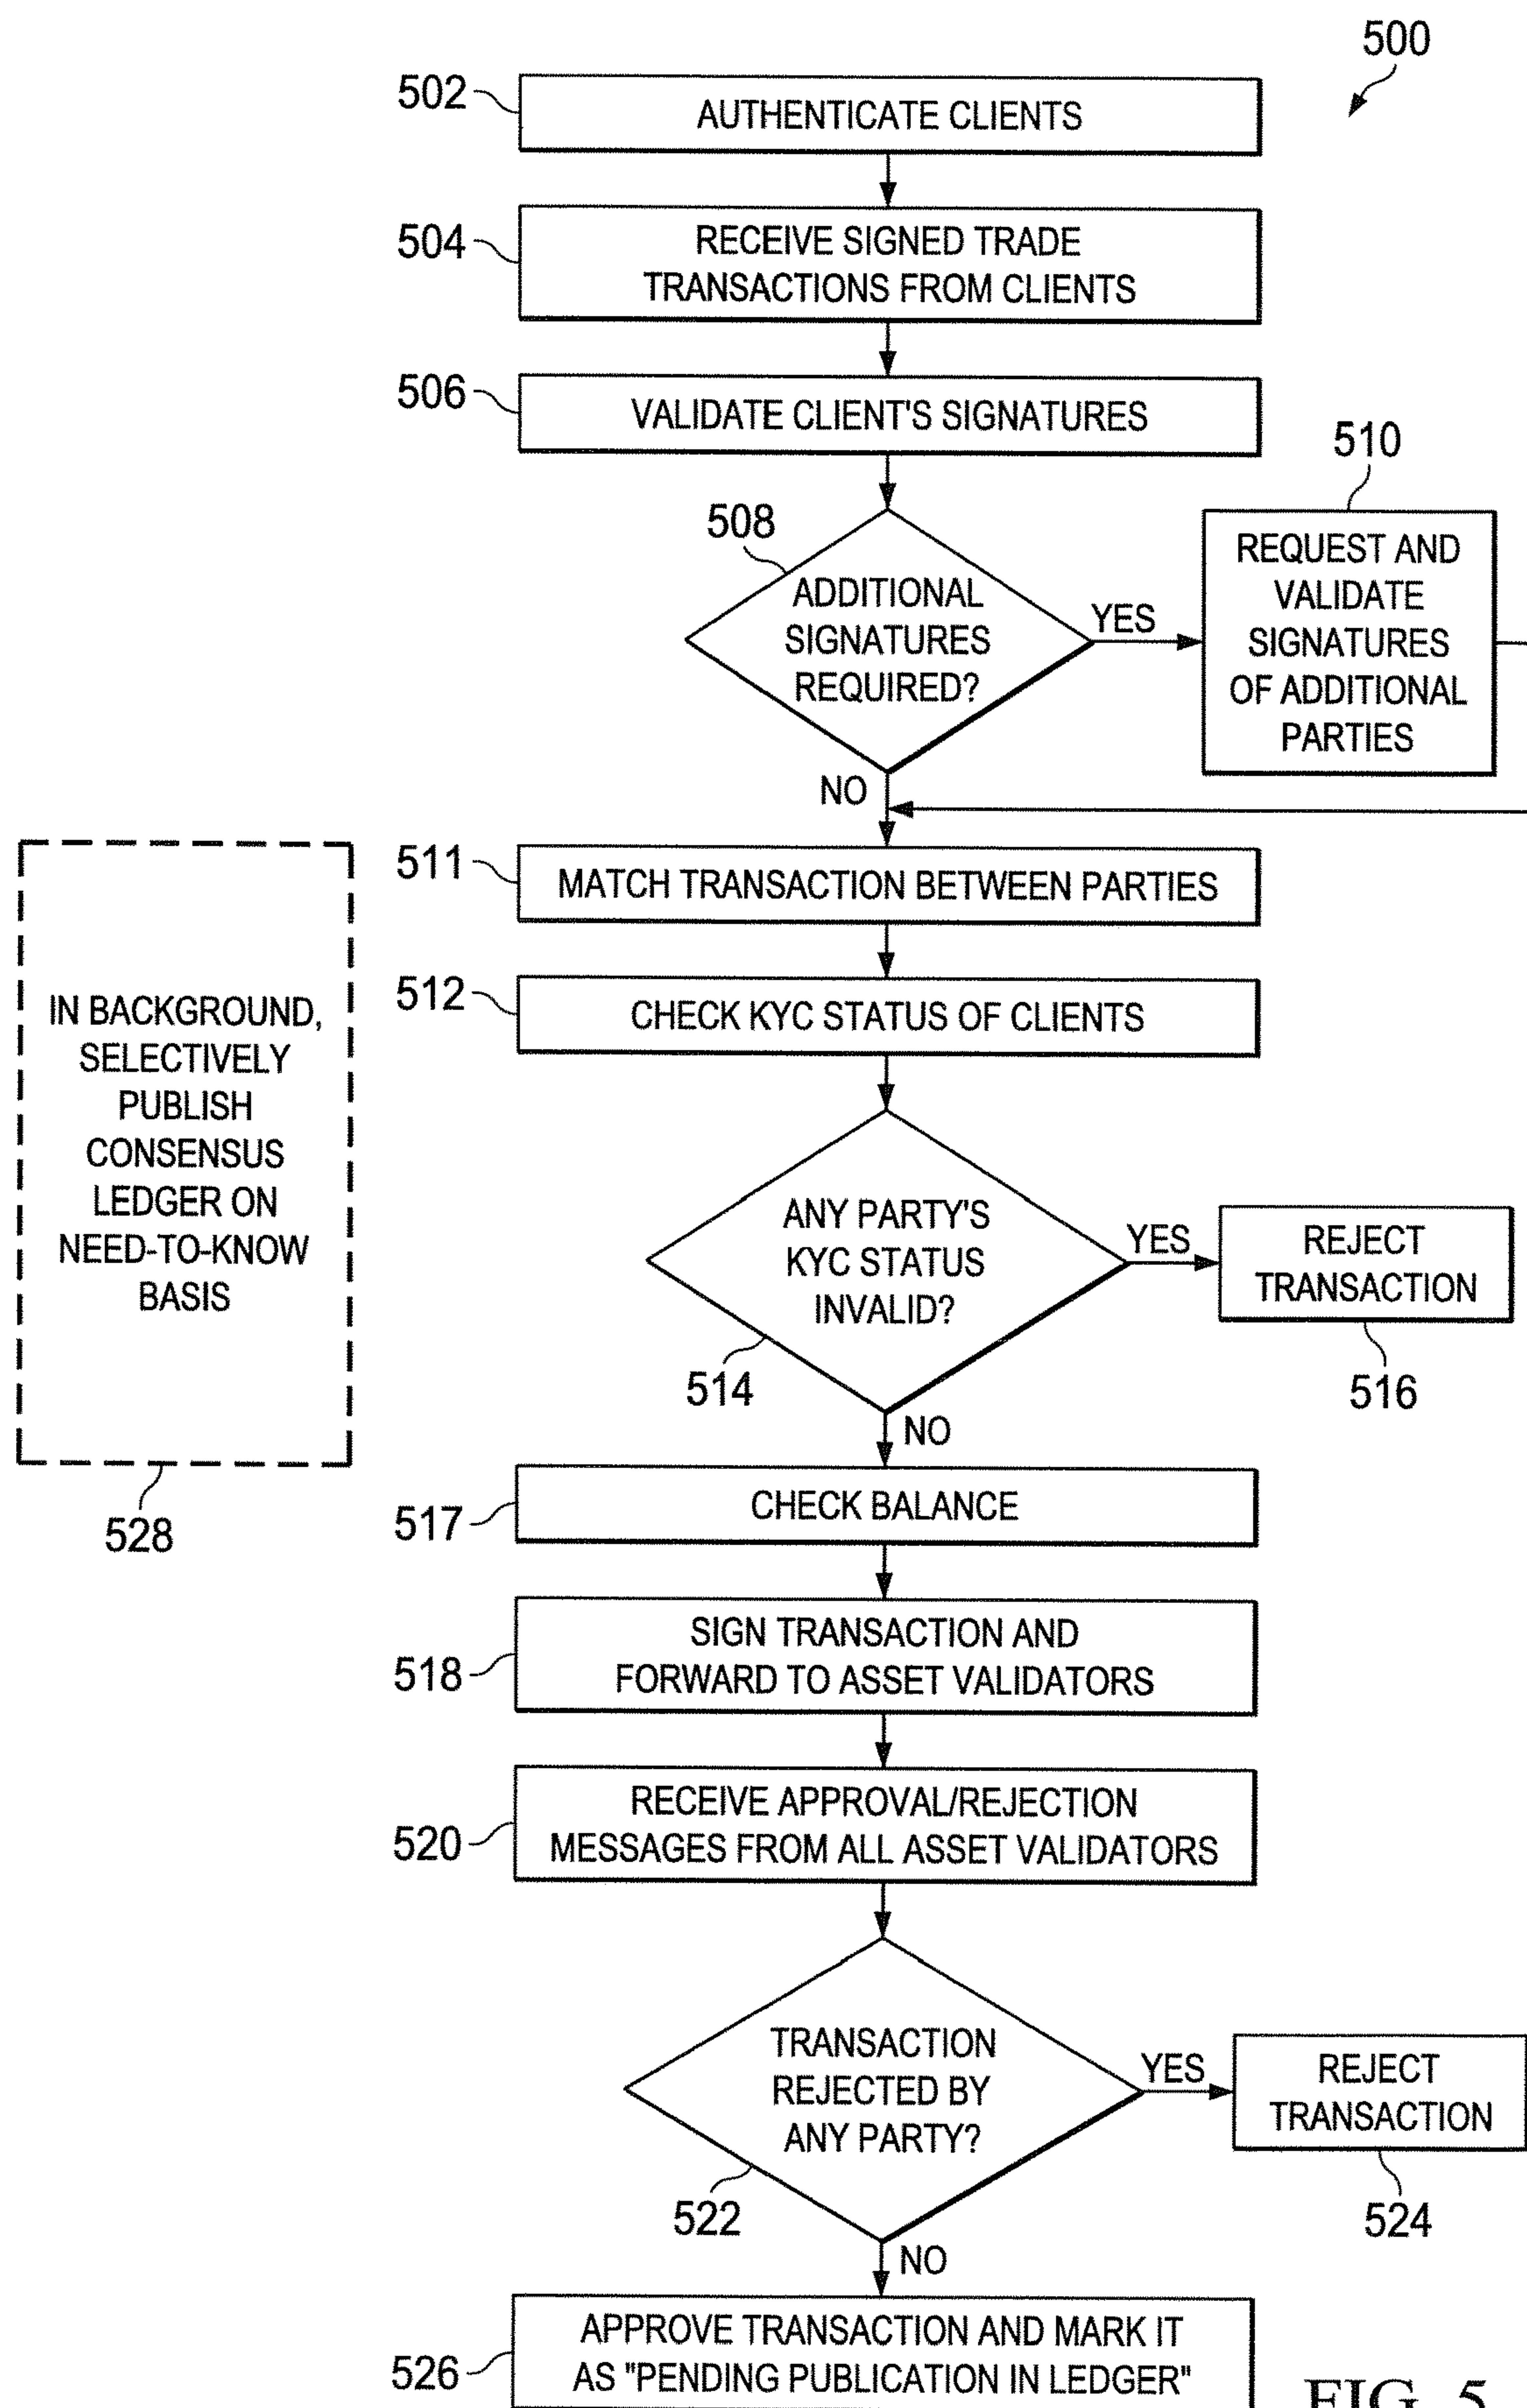 500
502
AUTHENTICATE CLIENTS
504
RECEIVE SIGNED TRADE
TRANSACTIONS FROM CLIENTS
506
VALIDATE CLIENT'S SIGNATURES
508
ADDITIONAL
SIGNATURES
REQUIRED?
YES
510
REQUEST AND
VALIDATE
SIGNATURES
OF ADDITIONAL
PARTIES
NO
511
MATCH TRANSACTION BETWEEN PARTIES
512
CHECK KYC STATUS OF CLIENTS
IN BACKGROUND,
SELECTIVELY
PUBLISH
CONSENSUS
LEDGER ON
NEED-TO-KNOW
BASIS
528
ANY PARTY'S
KYC STATUS
INVALID?
514
YES
REJECT
TRANSACTION
516
NO
517
CHECK BALANCE
518
SIGN TRANSACTION AND
FORWARD TO ASSET VALIDATORS
520
RECEIVE APPROVAL/REJECTION
MESSAGES FROM ALL ASSET VALIDATORS
TRANSACTION
REJECTED BY
ANY PARTY?
522
YES
REJECT
TRANSACTION
524
NO
526
APPROVE TRANSACTION AND MARK IT
AS "PENDING PUBLICATION IN LEDGER"
FIG. 5